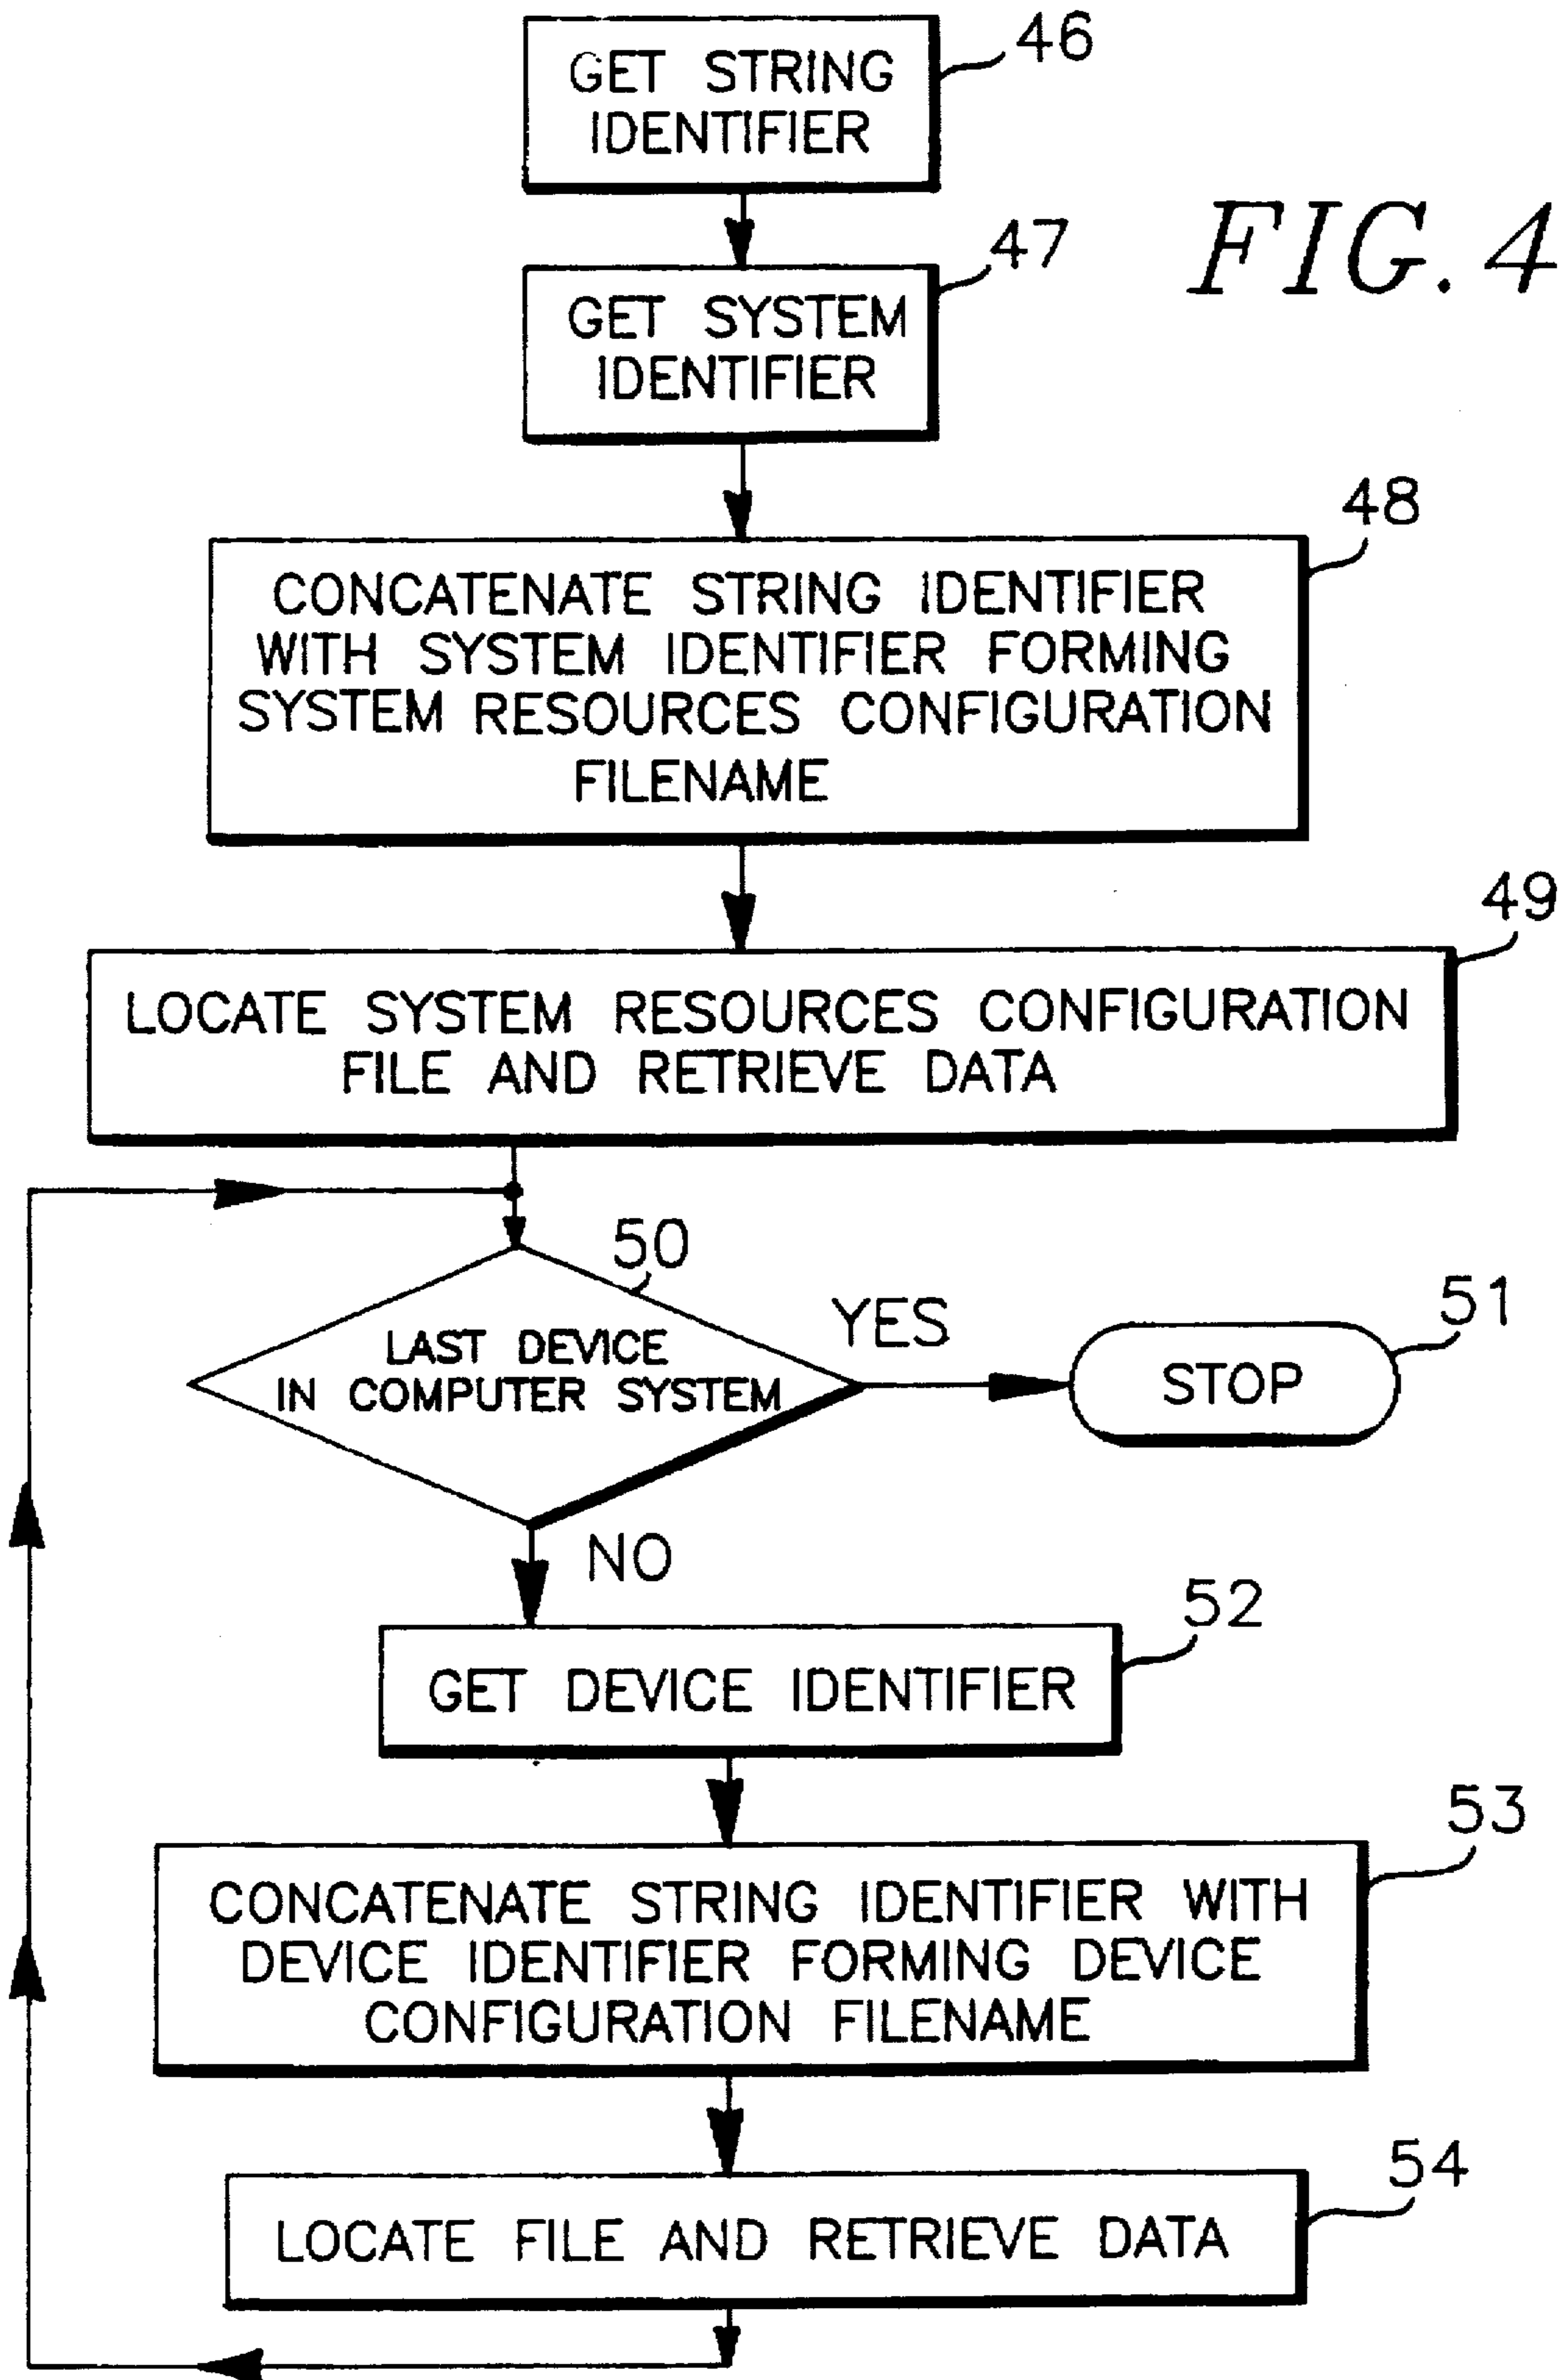 46
GET STRING
IDENTIFIER
FIG. 4
47
GET SYSTEM
IDENTIFIER
48
CONCATENATE STRING IDENTIFIER
WITH SYSTEM IDENTIFIER FORMING
SYSTEM RESOURCES CONFIGURATION
FILENAME
49
LOCATE SYSTEM RESOURCES CONFIGURATION
FILE AND RETRIEVE DATA
50
LAST DEVICE
IN COMPUTER SYSTEM
YES
51
STOP
NO
52
GET DEVICE IDENTIFIER
53
CONCATENATE STRING IDENTIFIER WITH
DEVICE IDENTIFIER FORMING DEVICE
CONFIGURATION FILENAME
54
LOCATE FILE AND RETRIEVE DATA